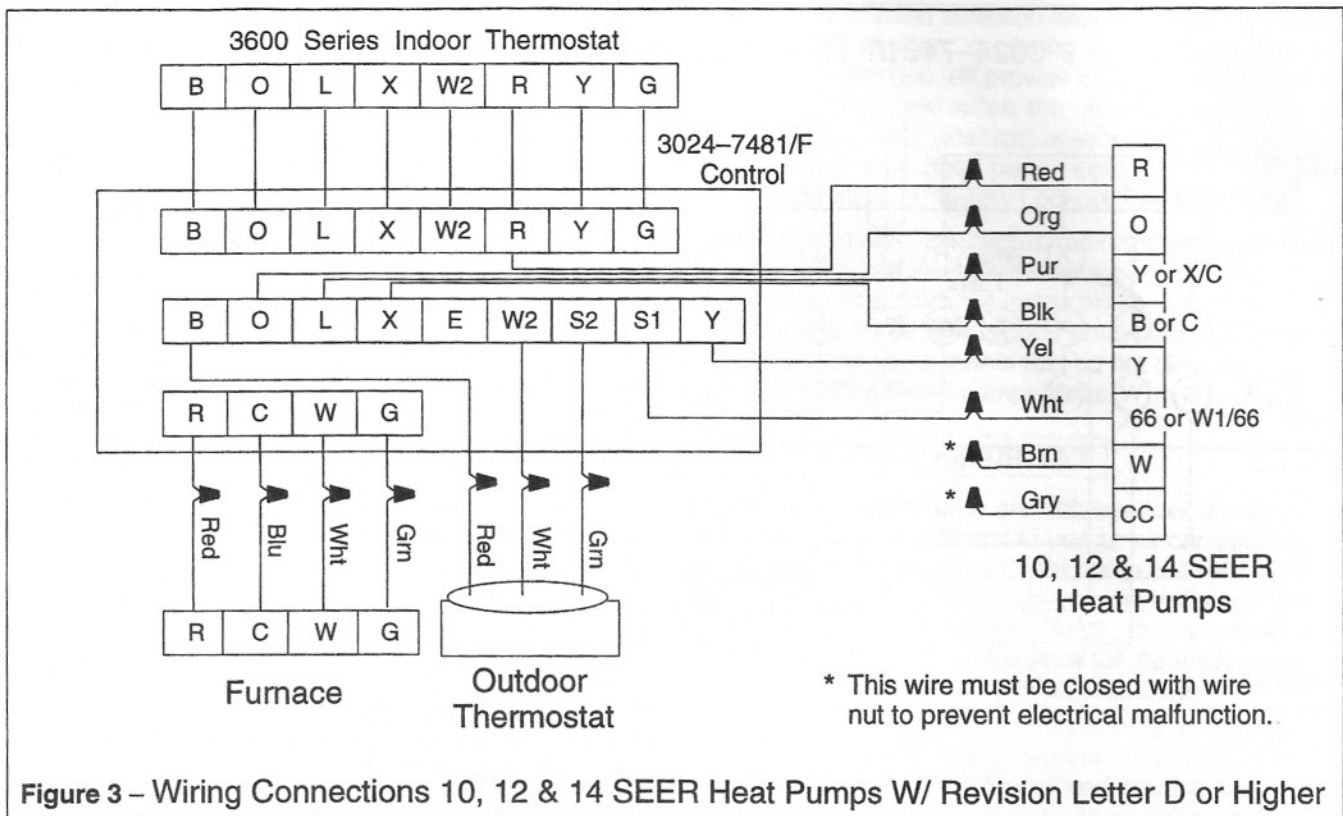 3600 Series Indoor Thermostat
B O L X W2 R Y G
3024–7481/F
Control
B O L X W2 R Y G
B O L X E W2 S2 S1 Y
R C W G
Red Blu Wht Grn
Red Wht Grn
R C W G
Furnace
Outdoor
Thermostat
Red R
Org O
Pur Y or X/C
Blk B or C
Yel Y
Wht 66 or W1/66
* Brn W
* Gry CC
10, 12 & 14 SEER
Heat Pumps
* This wire must be closed with wire
nut to prevent electrical malfunction.
Figure 3 – Wiring Connections 10, 12 & 14 SEER Heat Pumps W/ Revision Letter D or Higher